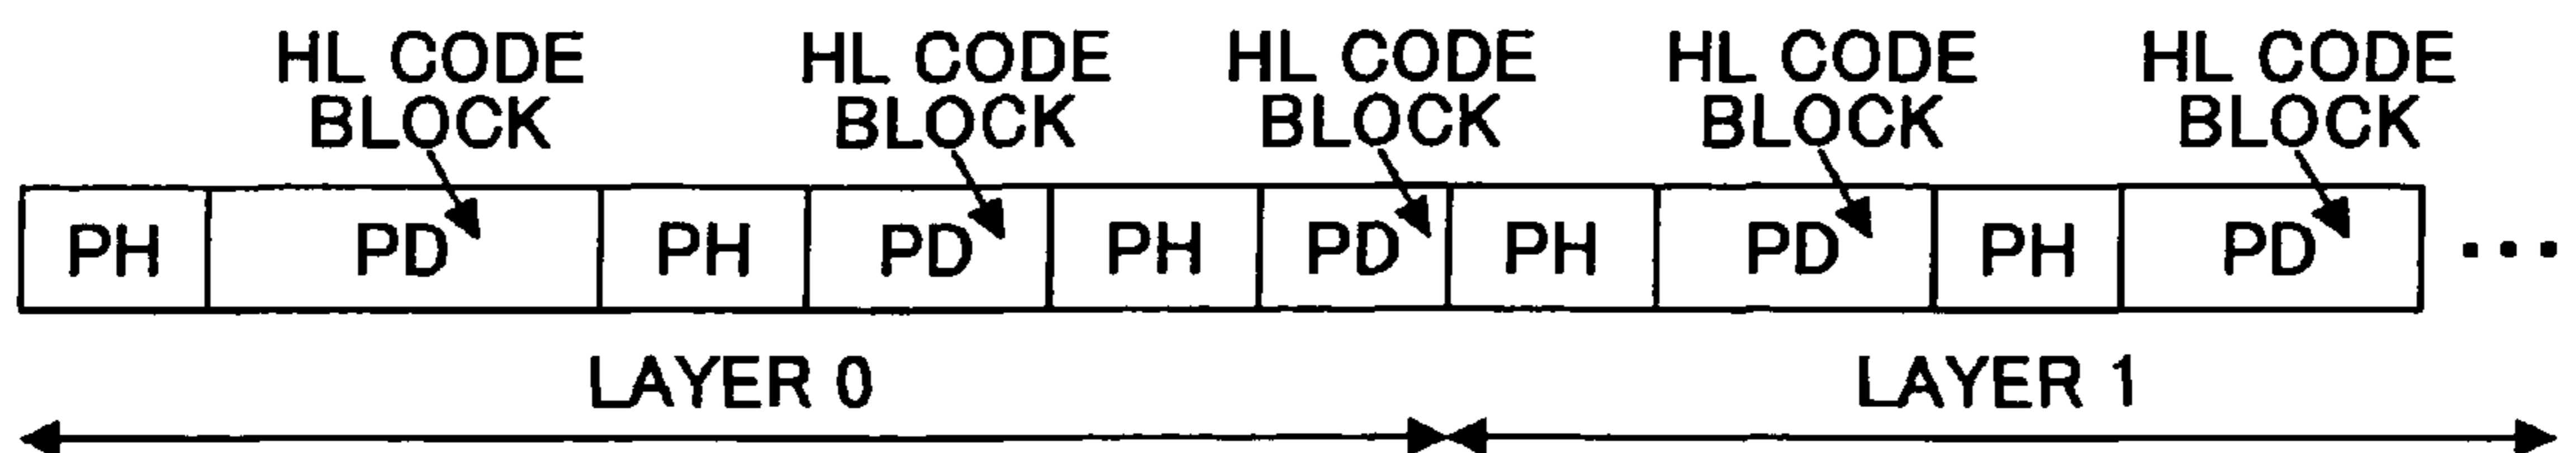 HL CODE HL CODE HL CODE HL CODE HL CODE
BLOCK BLOCK BLOCK BLOCK BLOCK
PH PD PH PD PH PD PH PD PH PD ...
LAYER 0 LAYER 1